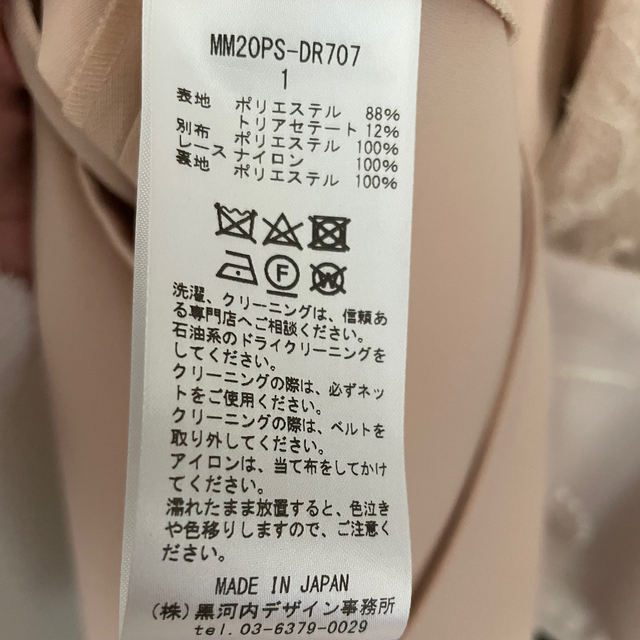 MM20PS-DR707
1
表地 ポリエステル 88%
トリアセテート 12%
別布 ポリエステル 100%
レース ナイロン 100%
裏地 ポリエステル 100%
F W
洗濯、クリーニングは、信頼あ
る専門店へご相談ください。
石油系のドライクリーニングを
してください。
クリーニングの際は、必ずネッ
トをご使用ください。
クリーニングの際は、ベルトを
取り外してください。
アイロンは、当て布をしてかけ
てください。
濡れたまま放置すると、色泣き
や色移りしますので、ご注意く
ださい。
MADE IN JAPAN
(株)黒河内デザイン事務所
tel.03-6379-0029